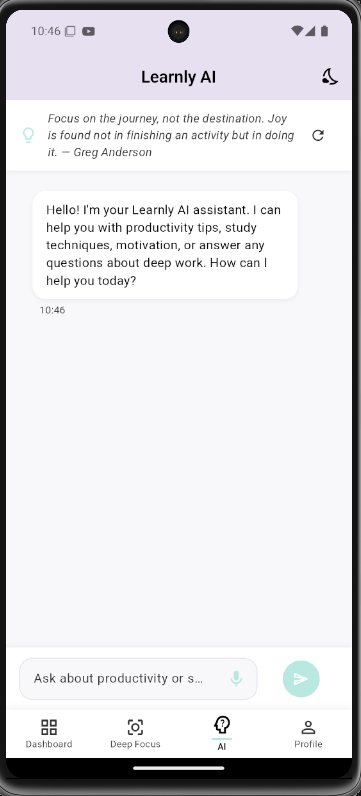 10:46
Learnly AI
Focus on the journey, not the destination. Joy
is found not in finishing an activity but in doing
it. — Greg Anderson
Hello! I'm your Learnly AI assistant. I can
help you with productivity tips, study
techniques, motivation, or answer any
questions about deep work. How can I
help you today?
10:46
Ask about productivity or s...
Dashboard
Deep Focus
AI
Profile